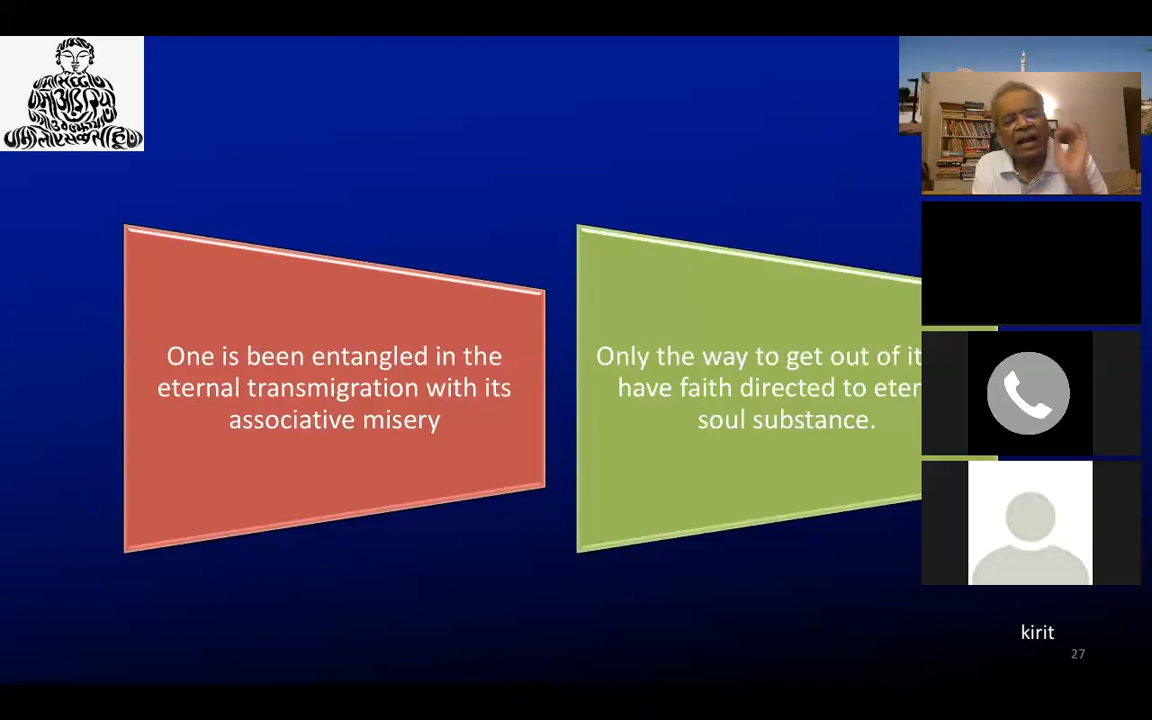 One is been entangled in the
eternal transmigration with its
associative misery
Only the way to get out of it
have faith directed to
soul substance.
kirit
27